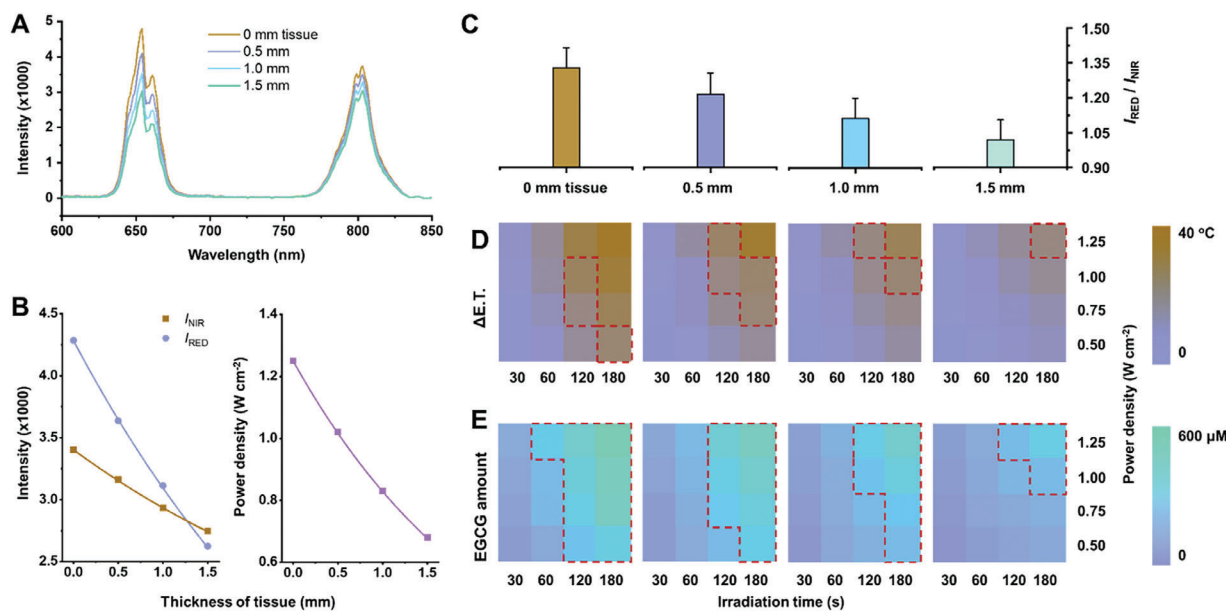 A
5
4
3
2
1
0
Intensity (x1000)
0 mm tissue
0.5 mm
1.0 mm
1.5 mm
600 650 700 750 800 850
Wavelength (nm)
B
4.5
4.0
3.5
3.0
2.5
Intensity (x1000)
I_NIR
I_RED
0.0 0.5 1.0 1.5
1.4
1.2
1.0
0.8
0.6
Power density (W cm⁻²)
0.0 0.5 1.0 1.5
Thickness of tissue (mm)
C
0 mm tissue 0.5 mm 1.0 mm 1.5 mm
1.50
1.35
1.20
1.05
0.90
I_RED / I_NIR
D
ΔE.T.
30 60 120 180 30 60 120 180 30 60 120 180 30 60 120 180
1.25
1.00
0.75
0.50
40 °C
0
E
EGCG amount
30 60 120 180 30 60 120 180 30 60 120 180 30 60 120 180
Irradiation time (s)
1.25
1.00
0.75
0.50
Power density (W cm⁻²)
600 μM
0